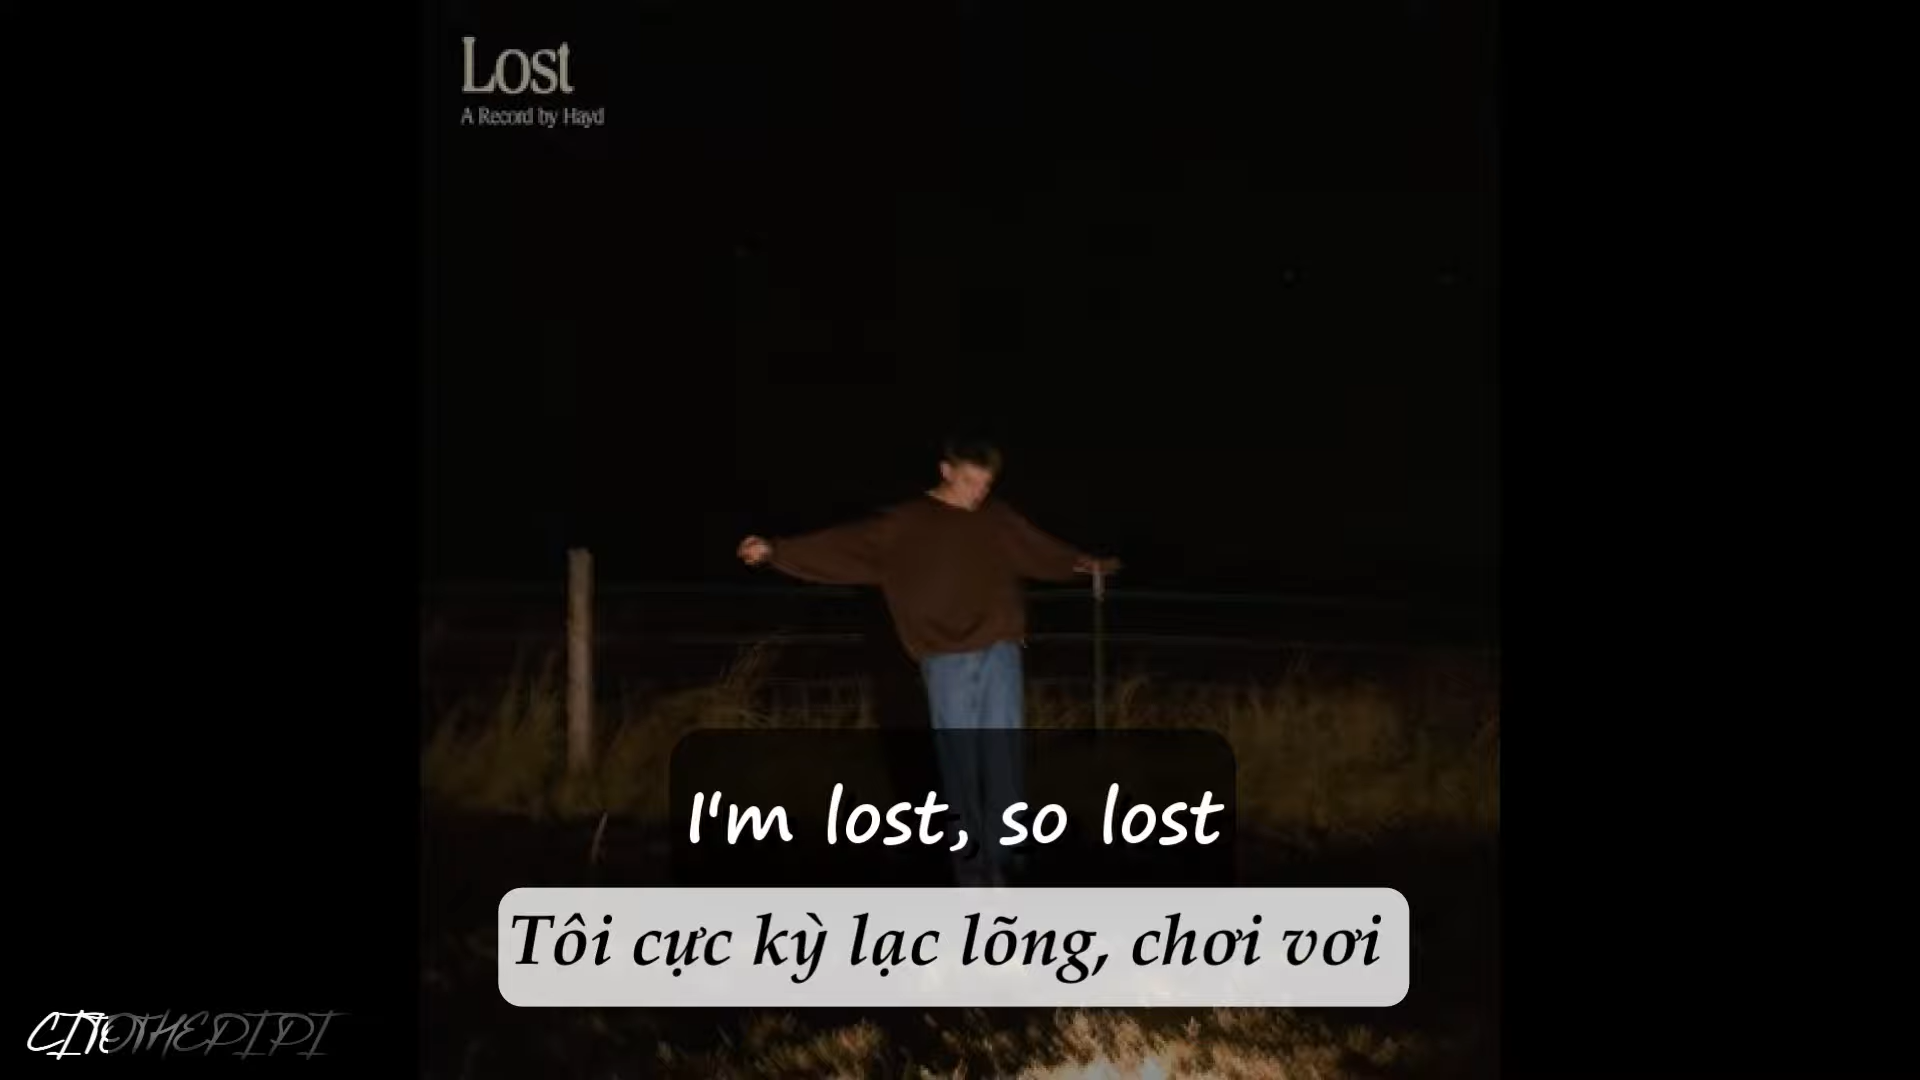 Lost
A Record by Hayd
I'm lost, so lost
Tôi cực kỳ lạc lõng, chơi vơi